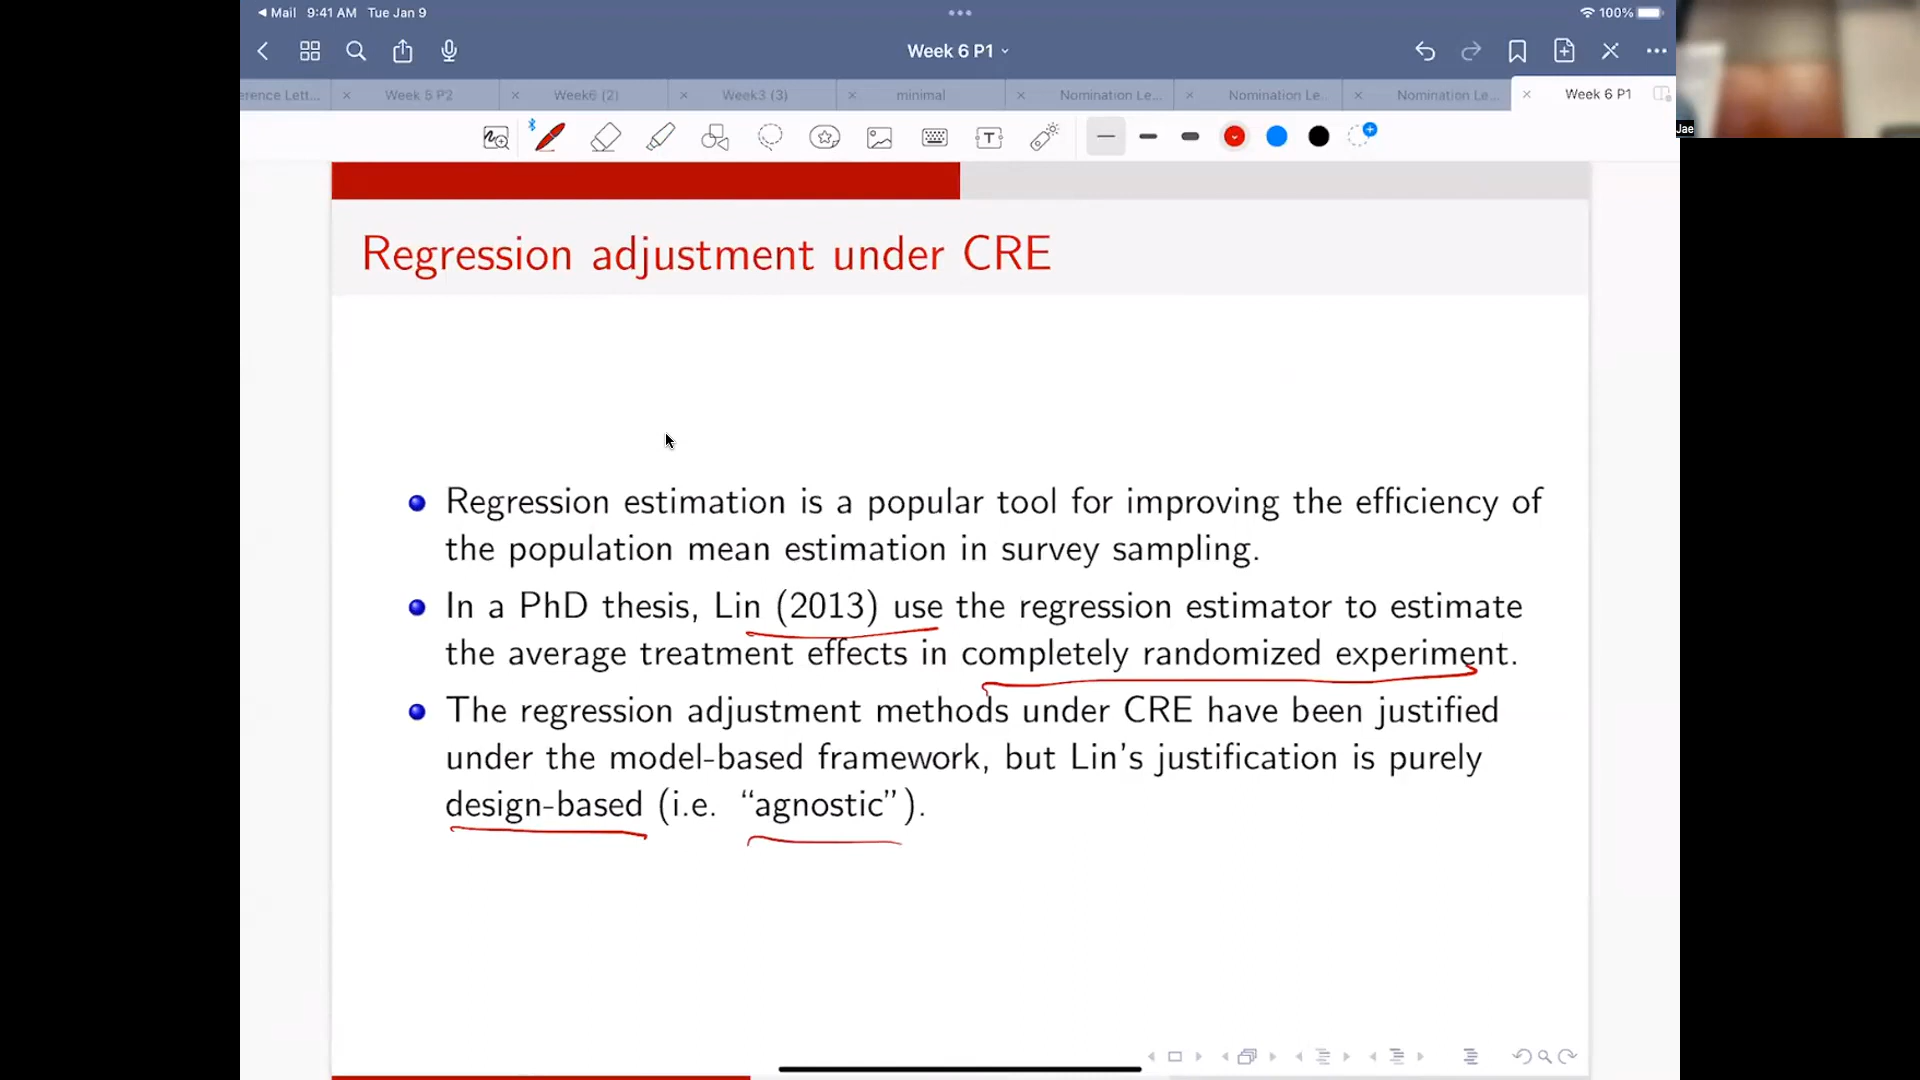 Mail 9:41 AM Tue Jan 9
100%
Week 6 P1
erence Lett...
Week 5 P2
Week6 (2)
Week3 (3)
minimal
Nomination Le...
Nomination Le...
Nomination Le...
Week 6 P1
Jae
T
Regression adjustment under CRE
Regression estimation is a popular tool for improving the efficiency of
the population mean estimation in survey sampling.
In a PhD thesis, Lin (2013) use the regression estimator to estimate
the average treatment effects in completely randomized experiment.
The regression adjustment methods under CRE have been justified
under the model-based framework, but Lin's justification is purely
design-based (i.e. “agnostic”).